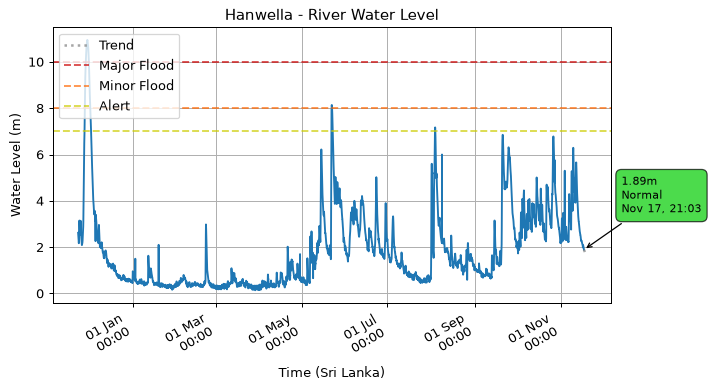 Hanwella - River Water Level
Trend
Major Flood
Minor Flood
Alert
Water Level (m)
10
8
6
4
2
0
1.89m
Normal
Nov 17, 21:03
01 Jan
00:00
01 Mar
00:00
01 May
00:00
01 Jul
00:00
01 Sep
00:00
01 Nov
00:00
Time (Sri Lanka)